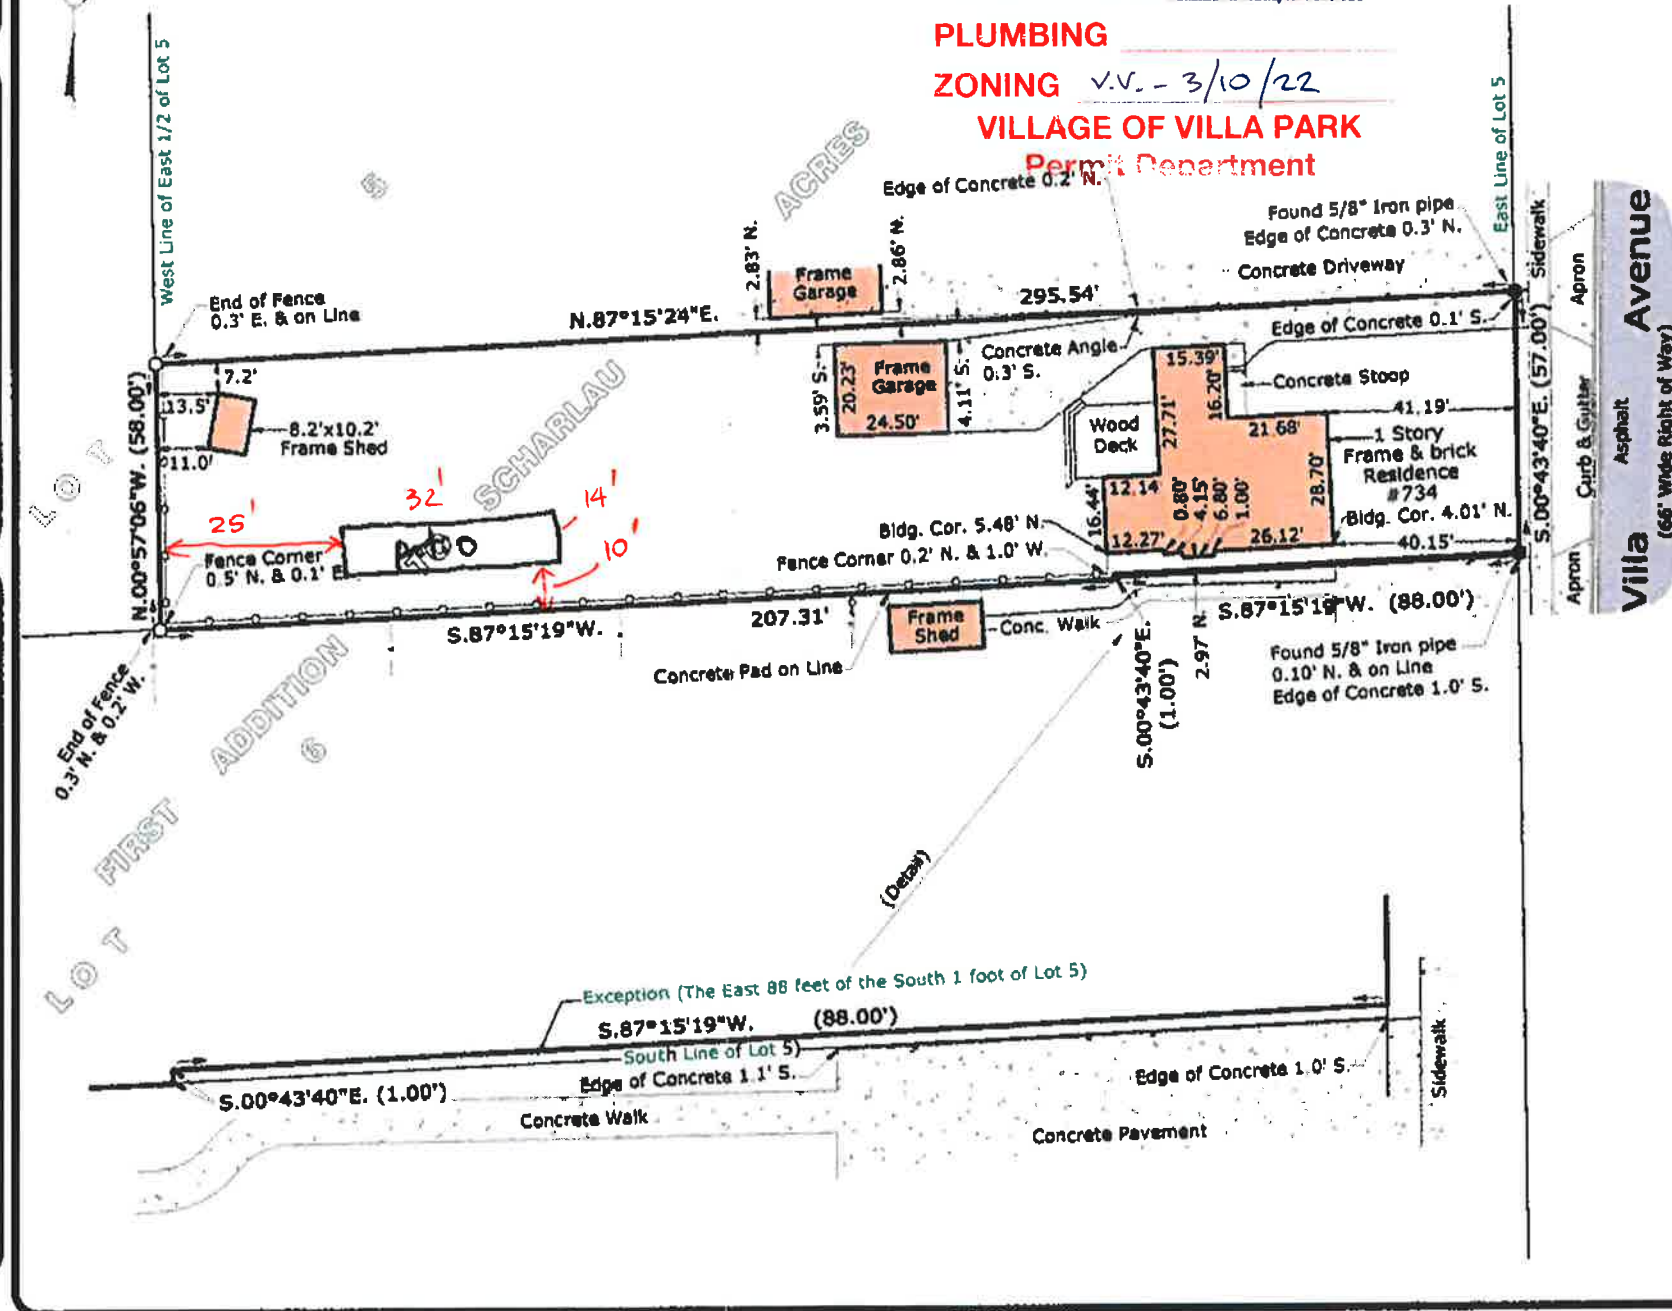 PLUMBING
ZONING V.V. - 3/10/22
VILLAGE OF VILLA PARK
Permit Department
West Line of East 1/2 of Lot 5
East Line of Lot 5
5
ACRES
Edge of Concrete 0.2' N.
Found 5/8" Iron pipe
Edge of Concrete 0.3' N.
Concrete Driveway
Sidewalk
Apron
Villa Avenue
(66' Wide Right of Way)
Asphalt
Curb & Gutter
Apron
End of Fence
0.3' E. & on Line
N.87°15'24"E.
295.54'
2.83' N.
Frame
Garage
2.86' N.
Edge of Concrete 0.1' S.
S.00°43'40"E. (57.00')
7.2'
13.5'
11.0'
8.2'x10.2'
Frame Shed
N.00°57'06"W. (58.00')
LOT
SCHARLAU
3.59' S.
20.23'
Frame
Garage
24.50'
4.11' S.
Concrete Angle
0.3' S.
15.39'
16.20'
Concrete Stoop
41.19'
Wood
Deck
27.71'
21.68'
1 Story
Frame & brick
Residence
#734
28.70'
12.14'
16.44'
0.80'
4.15'
6.80'
1.00'
12.27'
26.12'
Bldg. Cor. 4.01' N.
40.15'
Bldg. Cor. 5.48' N.
Fence Corner 0.2' N. & 1.0' W.
25'
32'
14'
10'
Fence Corner
0.5' N. & 0.1' E
S.87°15'19"W.
207.31'
Frame
Shed
Conc. Walk
S.87°15'19"W. (88.00')
Concrete Pad on Line
S.00°43'40"E.
(1.00')
2.97' N.
Found 5/8" Iron pipe
0.10' N. & on Line
Edge of Concrete 1.0' S.
End of Fence
0.3' N. & 0.2' W.
LOT
FIRST
ADDITION
6
(Detail)
Exception (The East 88 feet of the South 1 foot of Lot 5)
S.87°15'19"W. (88.00')
South Line of Lot 5)
S.00°43'40"E. (1.00')
Edge of Concrete 1.1' S.
Edge of Concrete 1.0' S.
Sidewalk
Concrete Walk
Concrete Pavement